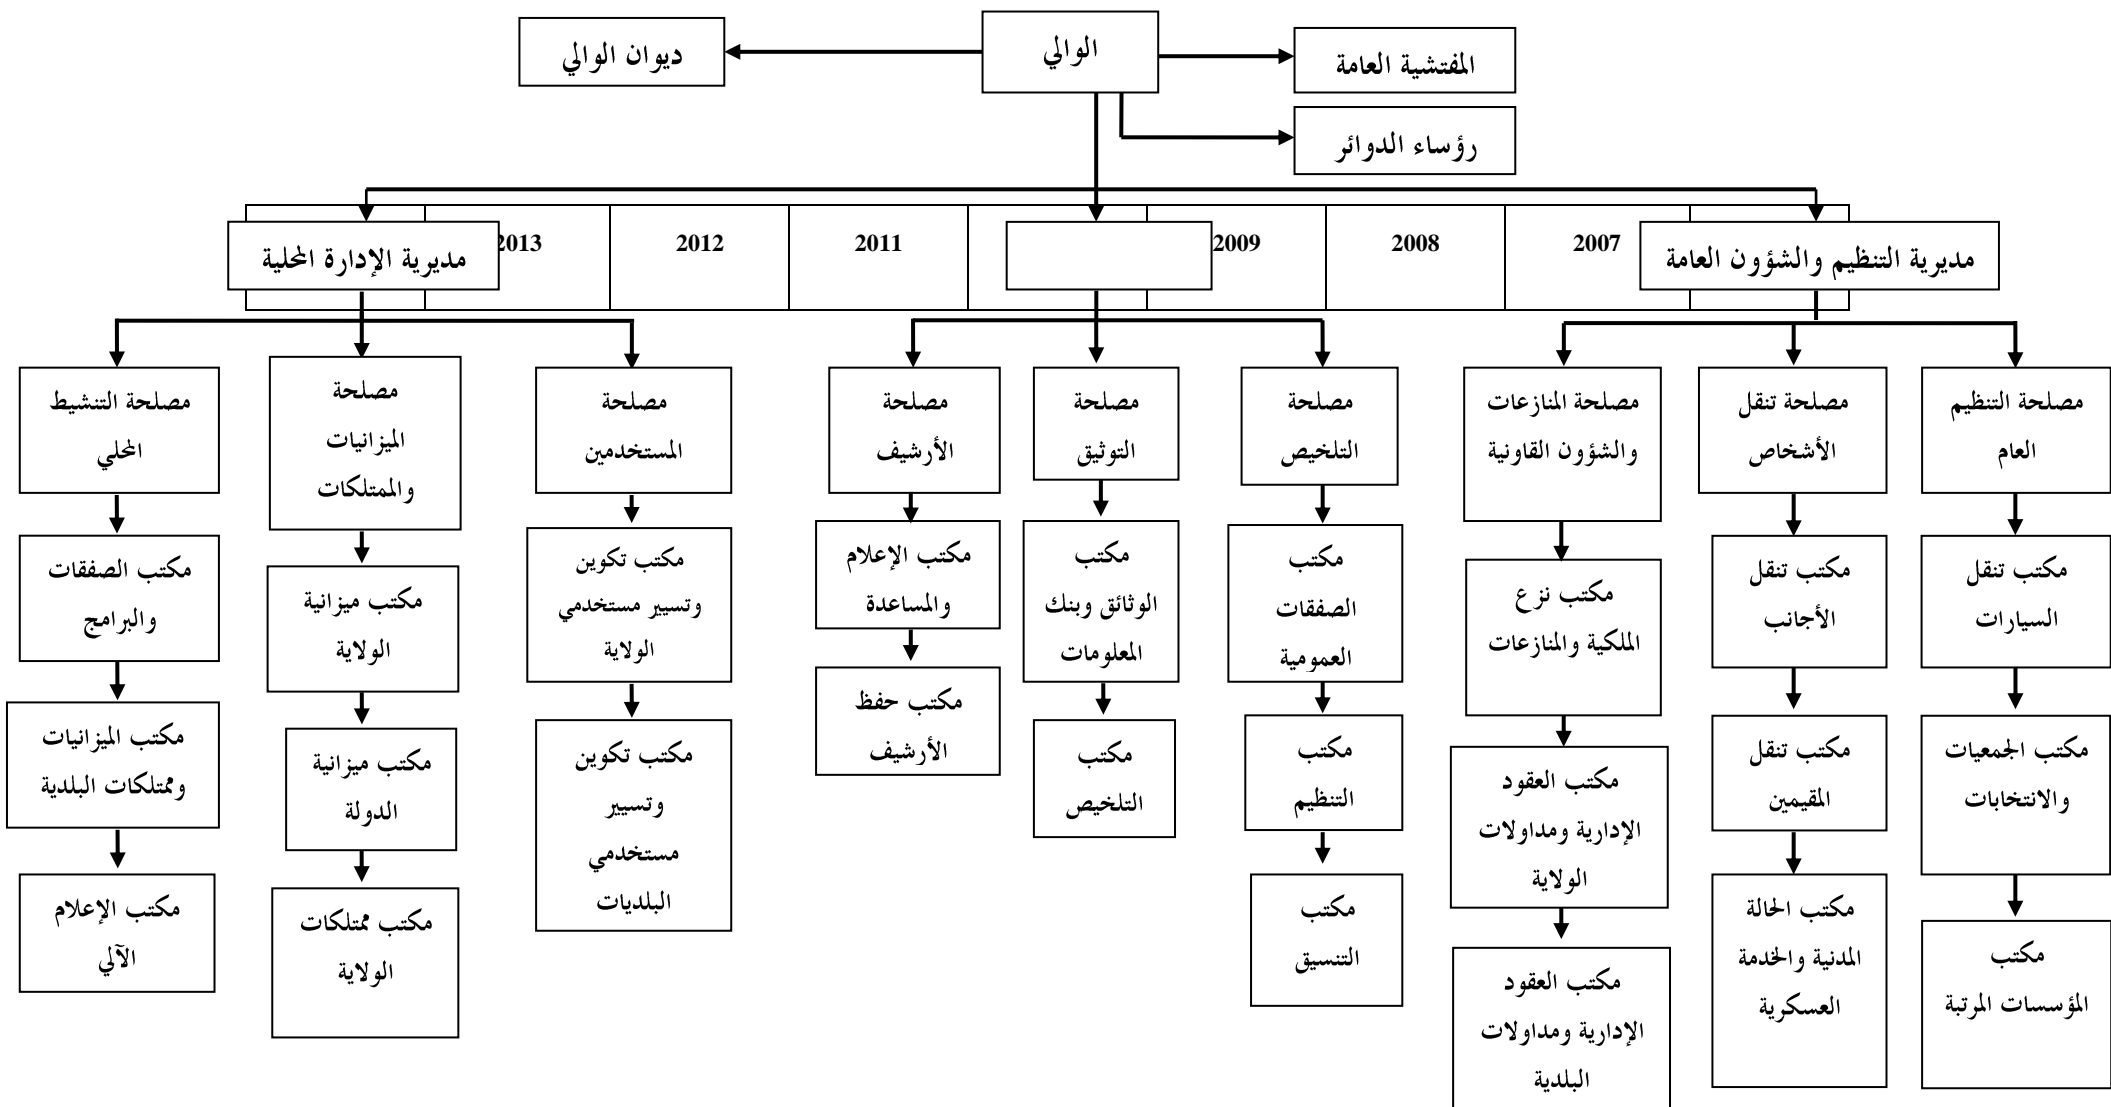 الوالي
ديوان الوالي
المفتشية العامة
رؤساء الدوائر
مديرية التنظيم والشؤون العامة
2007
2008
2009
2011
2012
2013
مديرية الإدارة المحلية
مصلحة التنظيم
العام
مكتب تنقل
السيارات
مكتب الجمعيات
والانتخابات
مكتب
المؤسسات المرتبة
مصلحة تنقل
الأشخاص
مكتب تنقل
الأجانب
مكتب تنقل
المقيمين
مكتب الحالة
المدنية والخدمة
العسكرية
مصلحة المنازعات
والشؤون القاونية
مكتب نزع
الملكية والمنازعات
مكتب العقود
الإدارية ومداولات
الولاية
مكتب العقود
الإدارية ومداولات
البلدية
مصلحة
التلخيص
مكتب
الصفقات
العمومية
مكتب
التنظيم
مكتب
التنسيق
مصلحة
التوثيق
مكتب
الوثائق وبنك
المعلومات
مكتب
التلخيص
مصلحة
الأرشيف
مكتب الإعلام
والمساعدة
مكتب حفظ
الأرشيف
مصلحة
المستخدمين
مكتب تكوين
وتسيير مستخدمي
الولاية
مكتب تكوين
وتسيير
مستخدمي
البلديات
مصلحة
الميزانيات
والممتلكات
مكتب ميزانية
الولاية
مكتب ميزانية
الدولة
مكتب ممتلكات
الولاية
مصلحة التنشيط
المحلي
مكتب الصفقات
والبرامج
مكتب الميزانيات
وممتلكات البلدية
مكتب الإعلام
الآلي